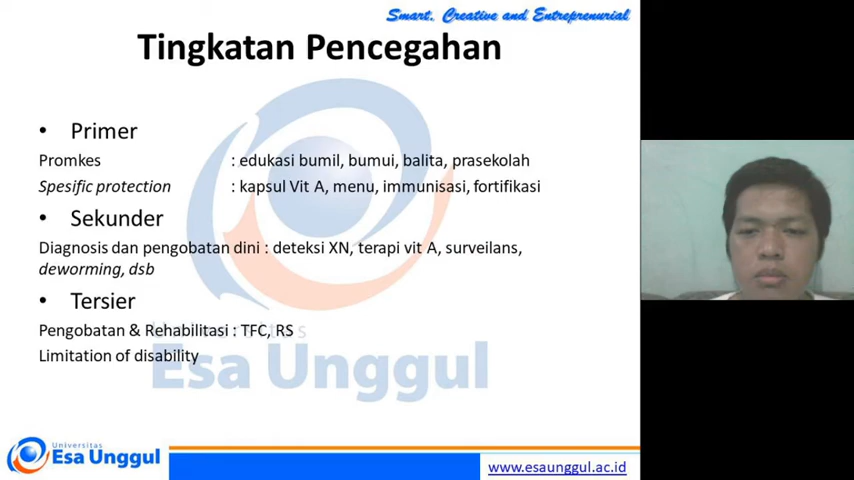 Smart, Creative and Entreprenurial
Tingkatan Pencegahan
• Primer
Promkes : edukasi bumil, bumui, balita, prasekolah
Spesific protection : kapsul Vit A, menu, immunisasi, fortifikasi
• Sekunder
Diagnosis dan pengobatan dini : deteksi XN, terapi vit A, surveilans,
deworming, dsb
• Tersier
Pengobatan & Rehabilitasi : TFC, RS
Limitation of disability
Esa Unggul
Universitas
Esa Unggul
www.esaunggul.ac.id